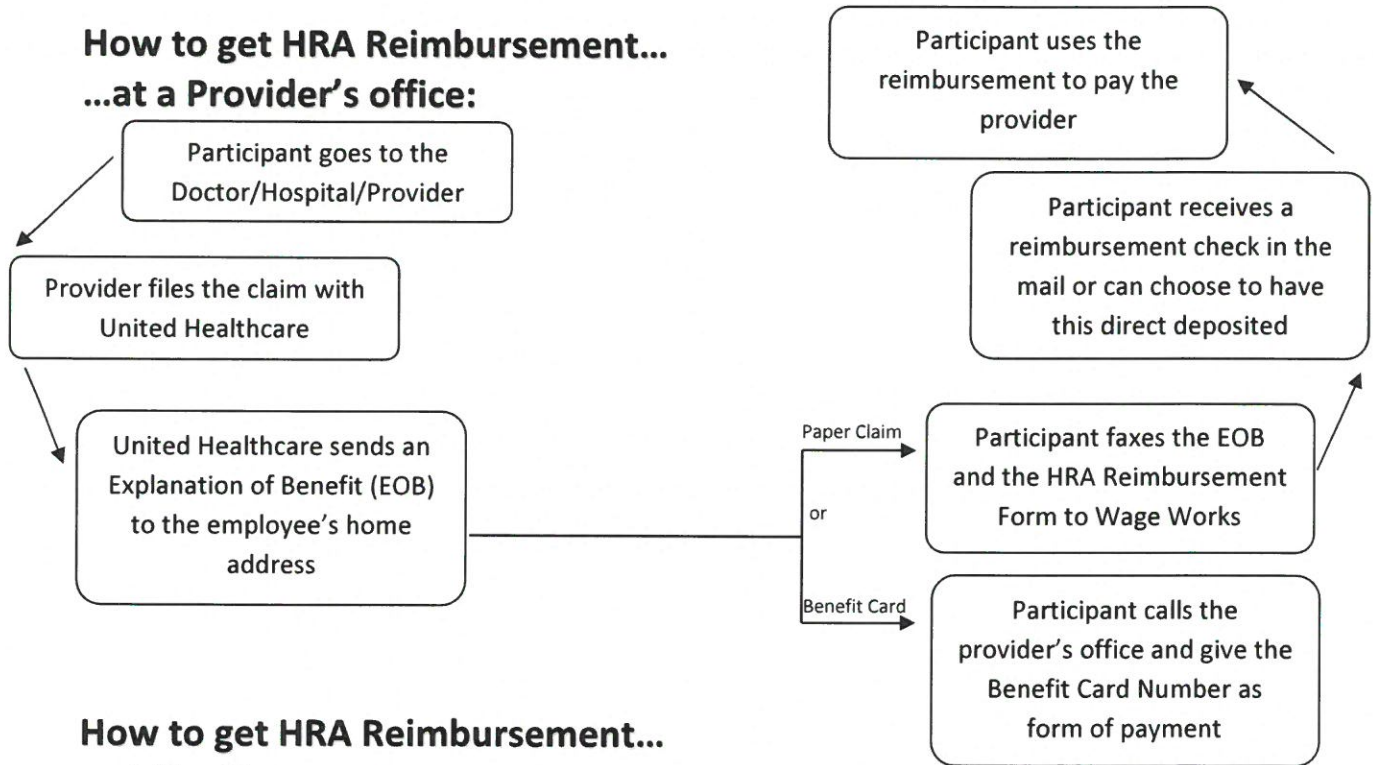 How to get HRA Reimbursement...
...at a Provider's office:
Participant goes to the
Doctor/Hospital/Provider
Provider files the claim with
United Healthcare
United Healthcare sends an
Explanation of Benefit (EOB)
to the employee's home
address
Paper Claim
or
Benefit Card
Participant faxes the EOB
and the HRA Reimbursement
Form to Wage Works
Participant receives a
reimbursement check in the
mail or can choose to have
this direct deposited
Participant uses the
reimbursement to pay the
provider
Participant calls the
provider's office and give the
Benefit Card Number as
form of payment
How to get HRA Reimbursement...